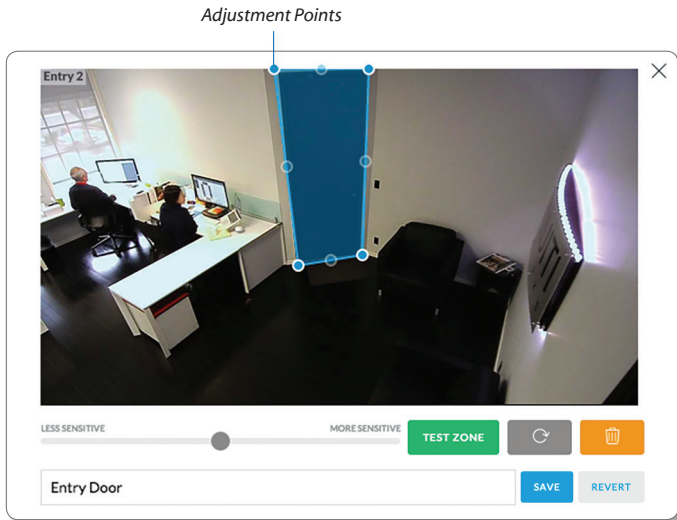 Adjustment Points
Entry 2
LESS SENSITIVE
MORE SENSITIVE
TEST ZONE
Entry Door
SAVE
REVERT